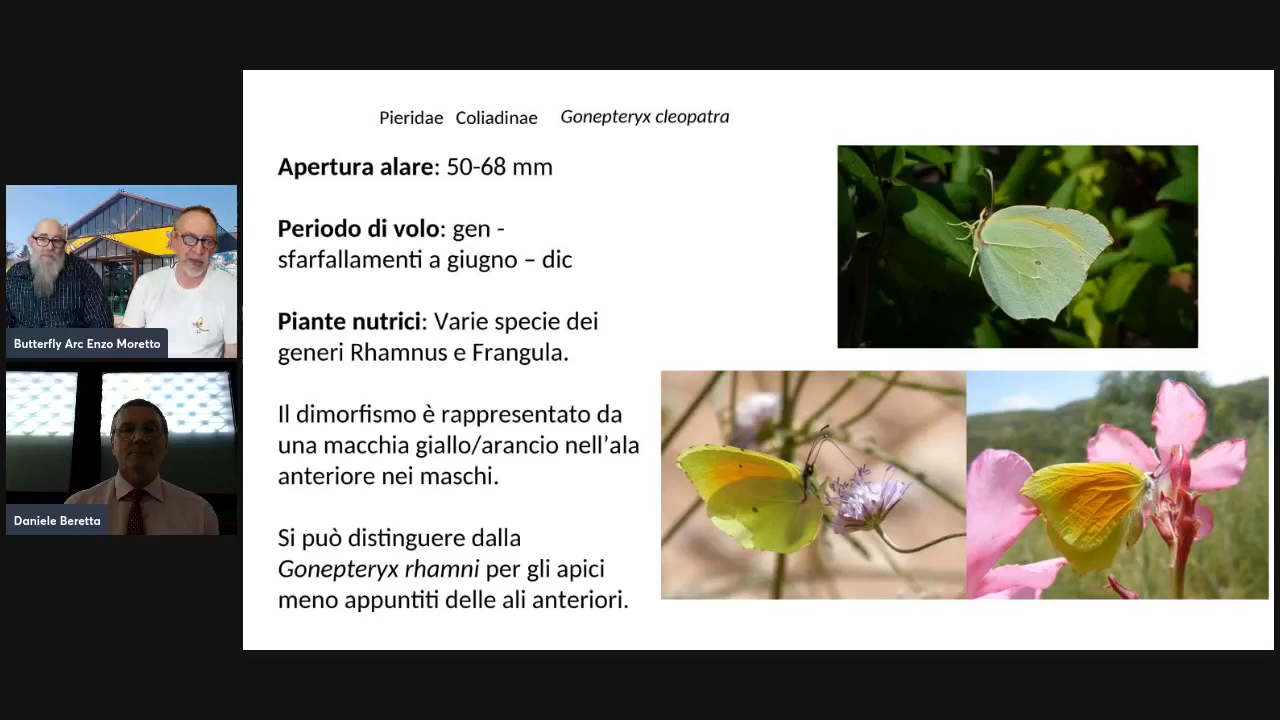 Pieridae Coliadinae Gonepteryx cleopatra
Apertura alare: 50-68 mm
Periodo di volo: gen -
sfarfallamenti a giugno – dic
Piante nutrici: Varie specie dei
generi Rhamnus e Frangula.
Il dimorfismo è rappresentato da
una macchia giallo/arancio nell’ala
anteriore nei maschi.
Si può distinguere dalla
Gonepteryx rhamni per gli apici
meno appuntiti delle ali anteriori.
Butterfly Arc Enzo Moretto
Daniele Beretta